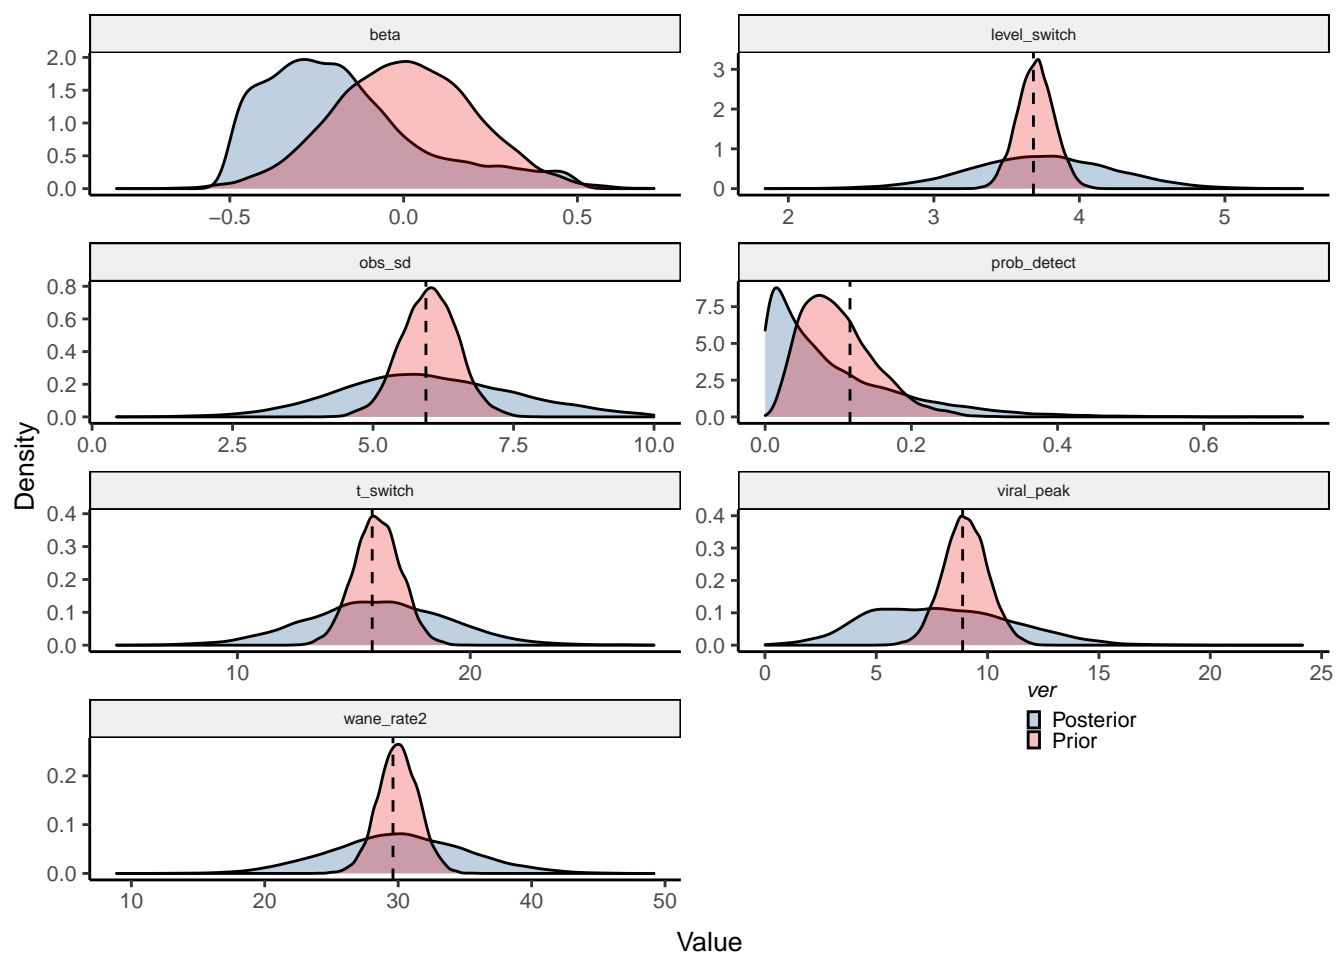 beta
2.0
1.5
1.0
0.5
0.0
−0.5 0.0 0.5
level_switch
3
2
1
0
2 3 4 5
obs_sd
0.8
0.6
0.4
0.2
0.0
0.0 2.5 5.0 7.5 10.0
prob_detect
7.5
5.0
2.5
0.0
0.0 0.2 0.4 0.6
Density
t_switch
0.4
0.3
0.2
0.1
0.0
10 20
viral_peak
0.4
0.3
0.2
0.1
0.0
0 5 10 15 20 25
wane_rate2
0.2
0.1
0.0
10 20 30 40 50
ver
Posterior
Prior
Value